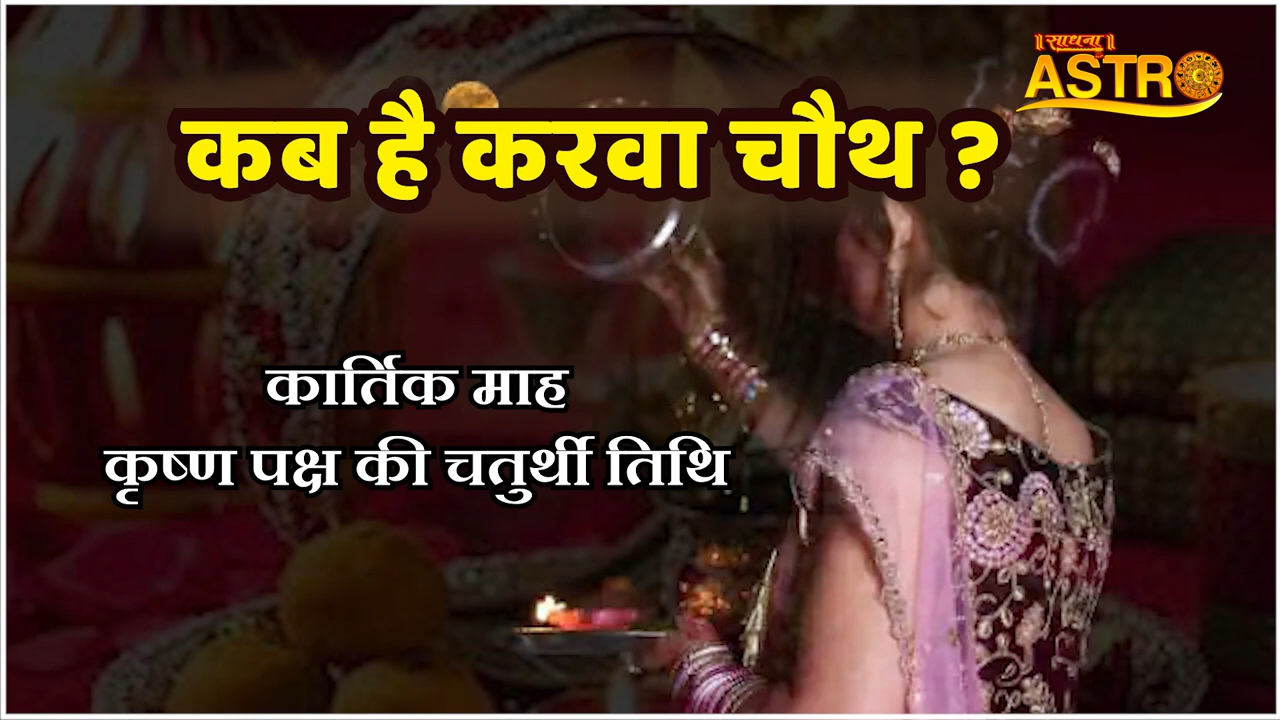 ॥साधना॥
ASTRO
कब है करवा चौथ ?
कार्तिक माह
कृष्ण पक्ष की चतुर्थी तिथि